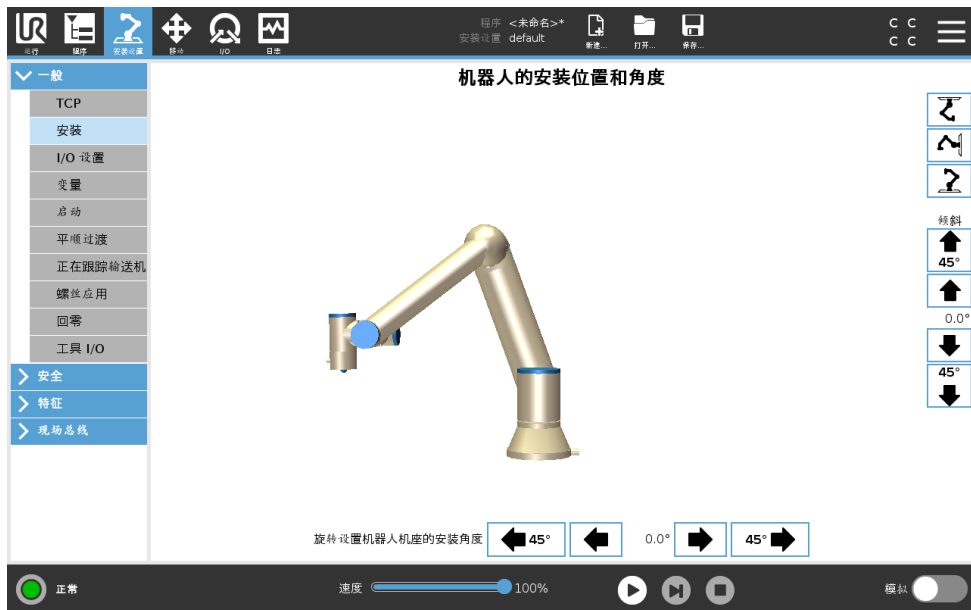 UR
运行
程序
安装设置
移动
I/O
日志
程序 <未命名>*
安装设置 default
新建...
打开...
保存...
C C
C C
一般
TCP
安装
I/O 设置
变量
启动
平顺过渡
正在跟踪输送机
螺丝应用
回零
工具 I/O
安全
特征
现场总线
机器人的安装位置和角度
倾斜
45°
0.0°
45°
旋转设置机器人机座的安装角度 45° 0.0° 45°
正常
速度 100%
模拟